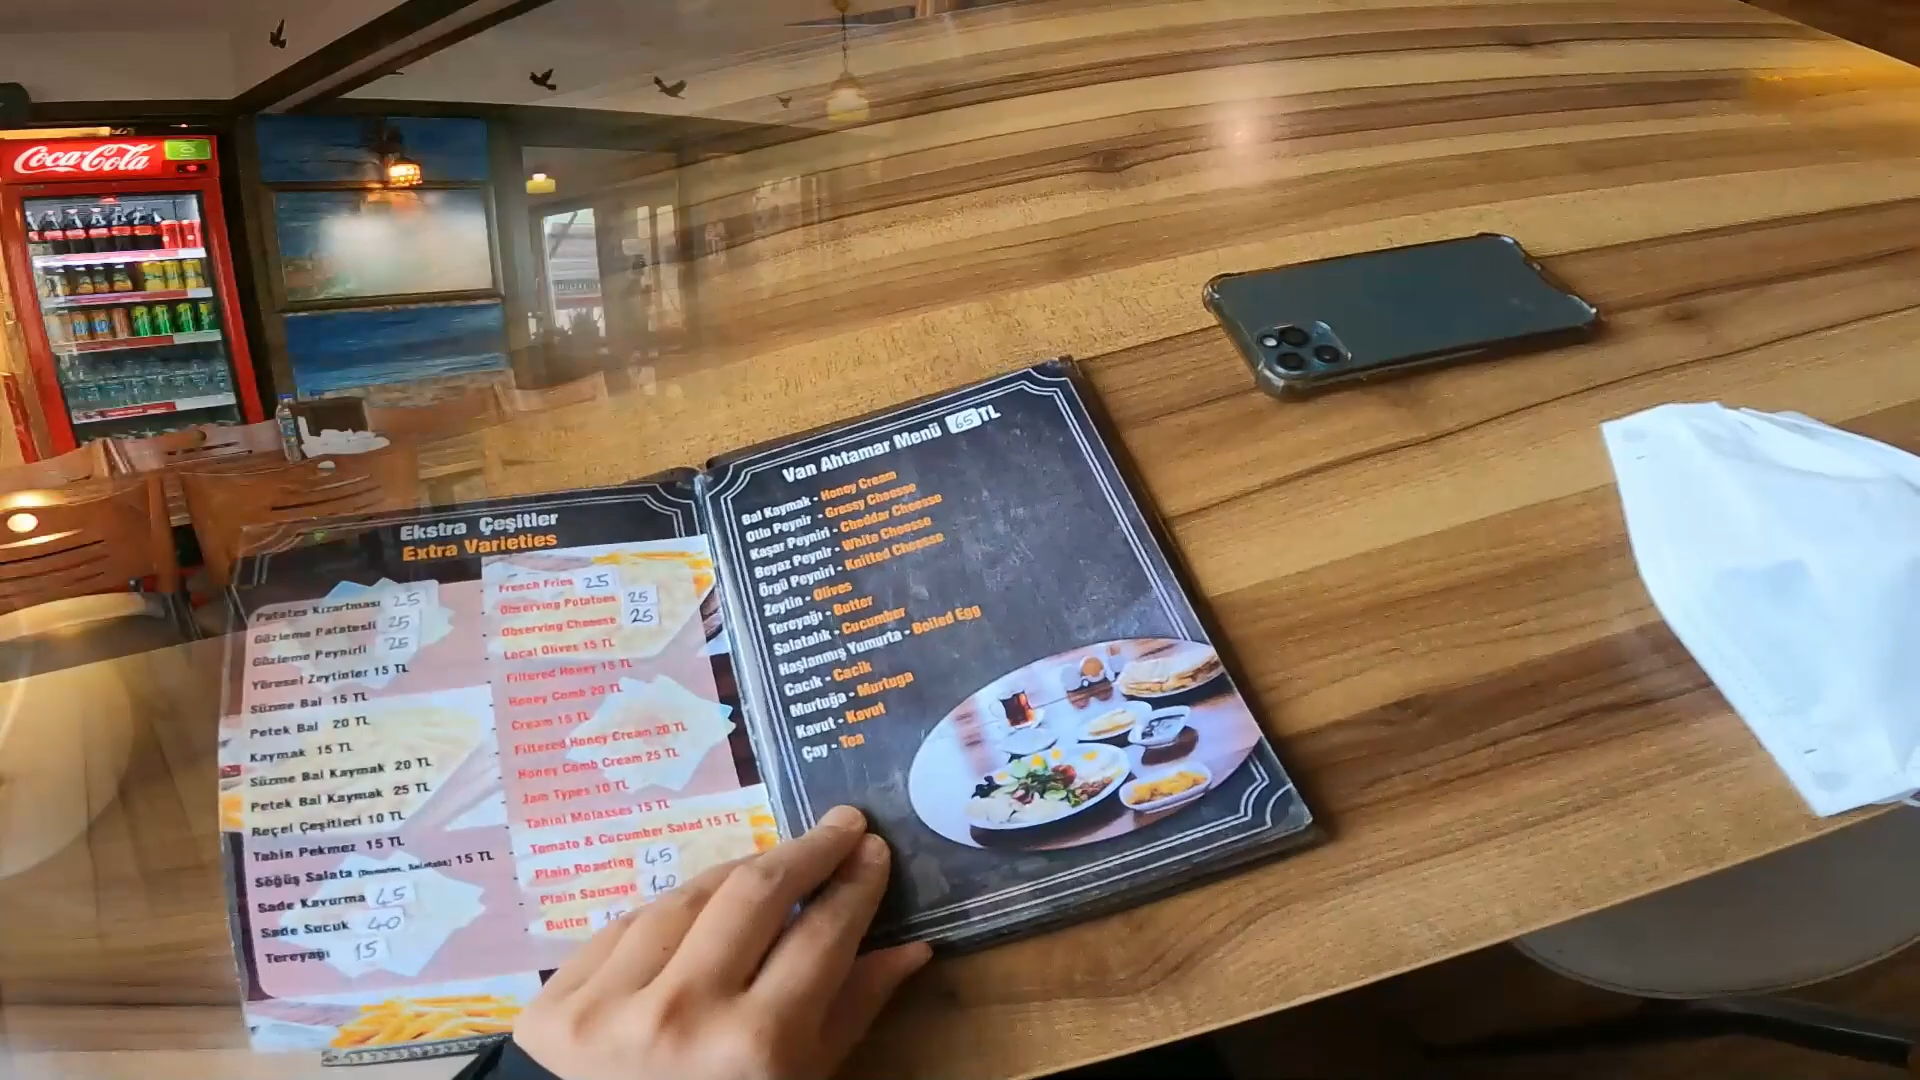 Coca-Cola
Ekstra Çeşitler
Extra Varieties
Patates Kızartması 25
Gözleme Patatesli 25
Gözleme Peynirli 25
Yöresel Zeytinler 15 TL
Süzme Bal 15 TL
Petek Bal 20 TL
Kaymak 15 TL
Süzme Bal Kaymak 20 TL
Petek Bal Kaymak 25 TL
Reçel Çeşitleri 10 TL
Tahin Pekmez 15 TL
Söğüş Salata 15 TL
Sade Kavurma 45
Sade Sucuk 40
Tereyağı 15
French Fries 25
Observing Potatoes 25
Observing Cheese 25
Local Olives 15 TL
Filtered Honey 15 TL
Honey Comb 20 TL
Cream 15 TL
Filtered Honey Cream 20 TL
Honey Comb Cream 25 TL
Jam Types 10 TL
Tahini Molasses 15 TL
Tomato & Cucumber Salad 15 TL
Plain Roasting 45
Plain Sausage 40
Butter 15
Van Ahtamar Menü 65 TL
Bal Kaymak - Honey Cream
Otlu Peynir - Grassy Cheesse
Kaşar Peyniri - Cheddar Cheesse
Beyaz Peynir - White Cheesse
Örgü Peyniri - Knitted Cheesse
Zeytin - Olives
Tereyağı - Butter
Salatalık - Cucumber
Haşlanmış Yumurta - Boiled Egg
Cacık - Cacik
Murtuğa - Murtuga
Kavut - Kavut
Çay - Tea